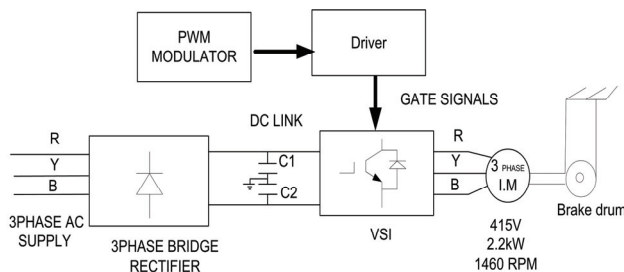 PWM
MODULATOR
Driver
GATE SIGNALS
DC LINK
R
Y
B
C1
C2
R
Y
B
3 PHASE
I.M
3PHASE AC
SUPPLY
3PHASE BRIDGE
RECTIFIER
VSI
415V
2.2kW
1460 RPM
Brake drum